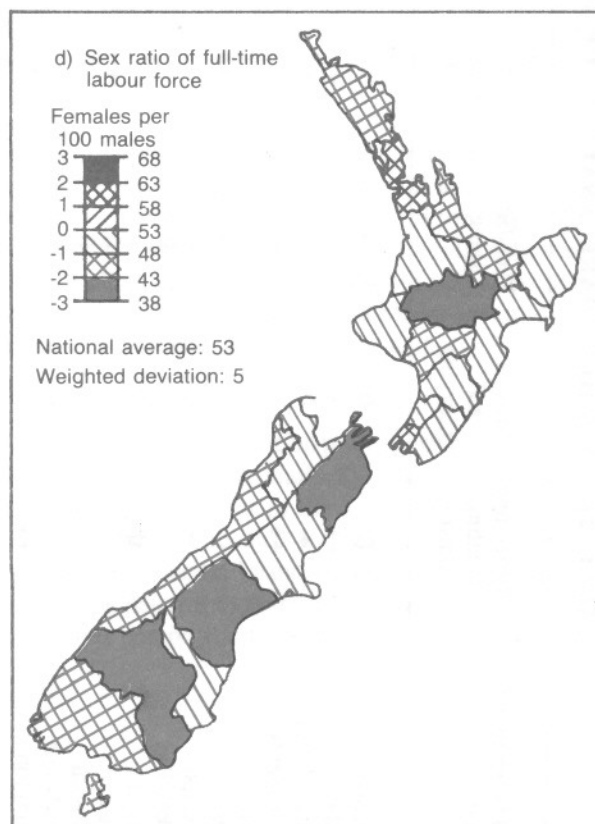 d) Sex ratio of full-time
labour force
Females per
100 males
3 68
2 63
1 58
0 53
-1 48
-2 43
-3 38
National average: 53
Weighted deviation: 5